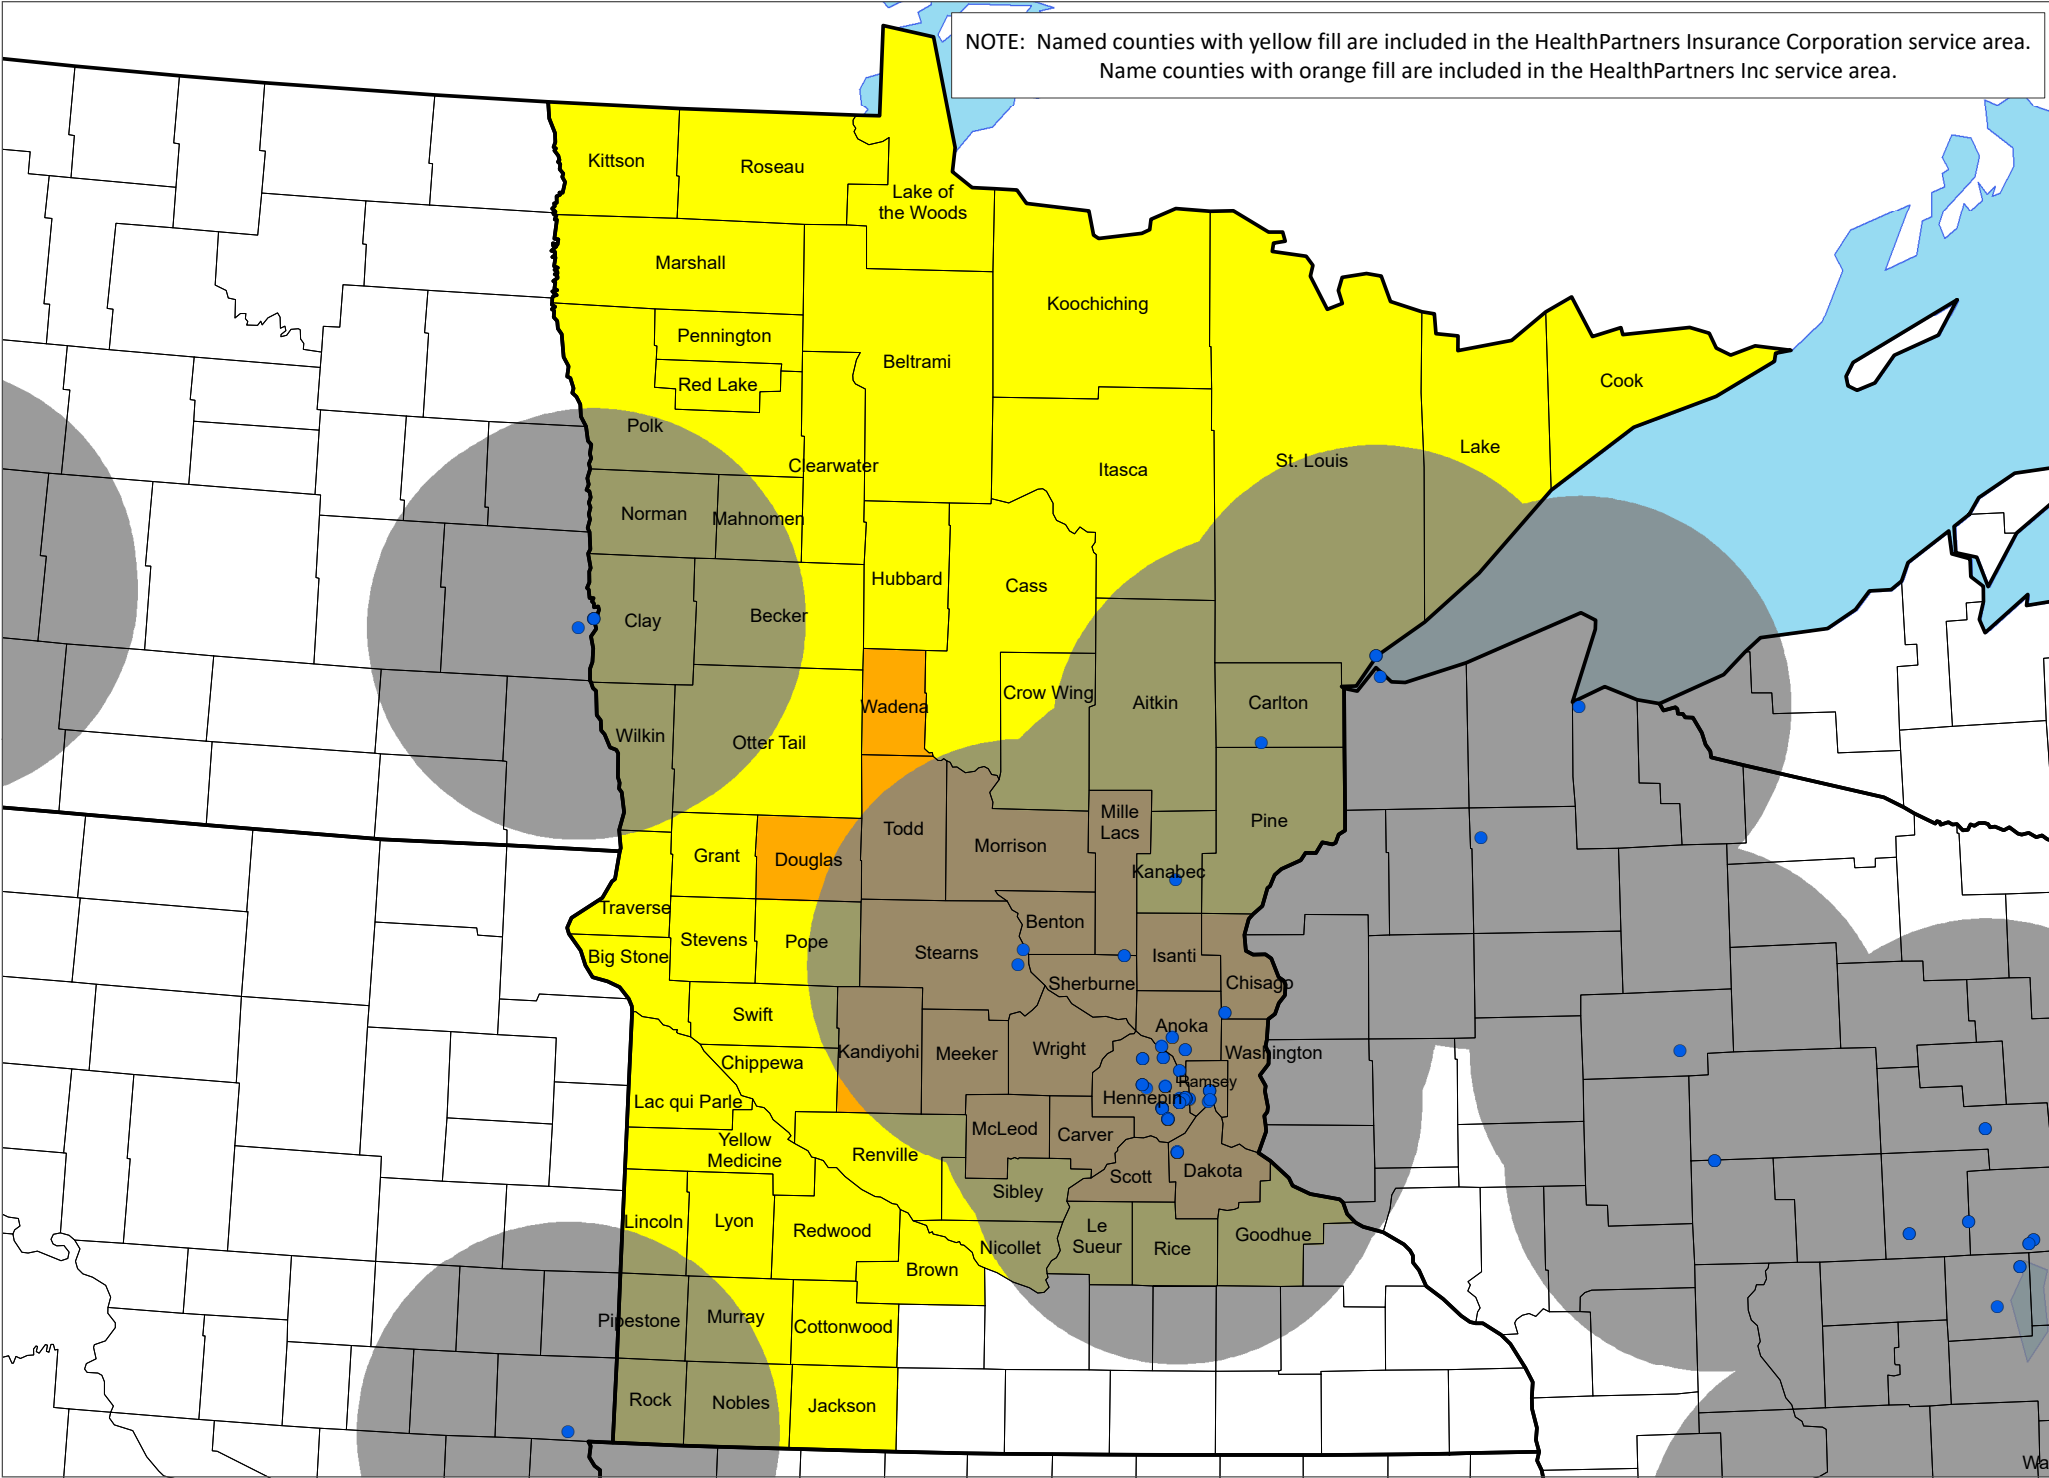 NOTE: Named counties with yellow fill are included in the HealthPartners Insurance Corporation service area.
Name counties with orange fill are included in the HealthPartners Inc service area.
Kittson
Roseau
Lake of
the Woods
Marshall
Koochiching
Pennington
Beltrami
Red Lake
Cook
Polk
Clearwater
Itasca
St. Louis
Lake
Norman
Mahnomen
Hubbard
Cass
Clay
Becker
Wadena
Crow Wing
Aitkin
Carlton
Wilkin
Otter Tail
Todd
Mille
Lacs
Pine
Grant
Douglas
Morrison
Kanabec
Traverse
Stevens
Pope
Benton
Big Stone
Stearns
Isanti
Sherburne
Chisago
Swift
Anoka
Kandiyohi
Meeker
Wright
Washington
Chippewa
Ramsey
Lac qui Parle
Hennepin
McLeod
Carver
Yellow
Medicine
Renville
Scott
Dakota
Sibley
Lincoln
Lyon
Redwood
Le
Sueur
Rice
Goodhue
Nicollet
Brown
Pipestone
Murray
Cottonwood
Rock
Nobles
Jackson
Wa